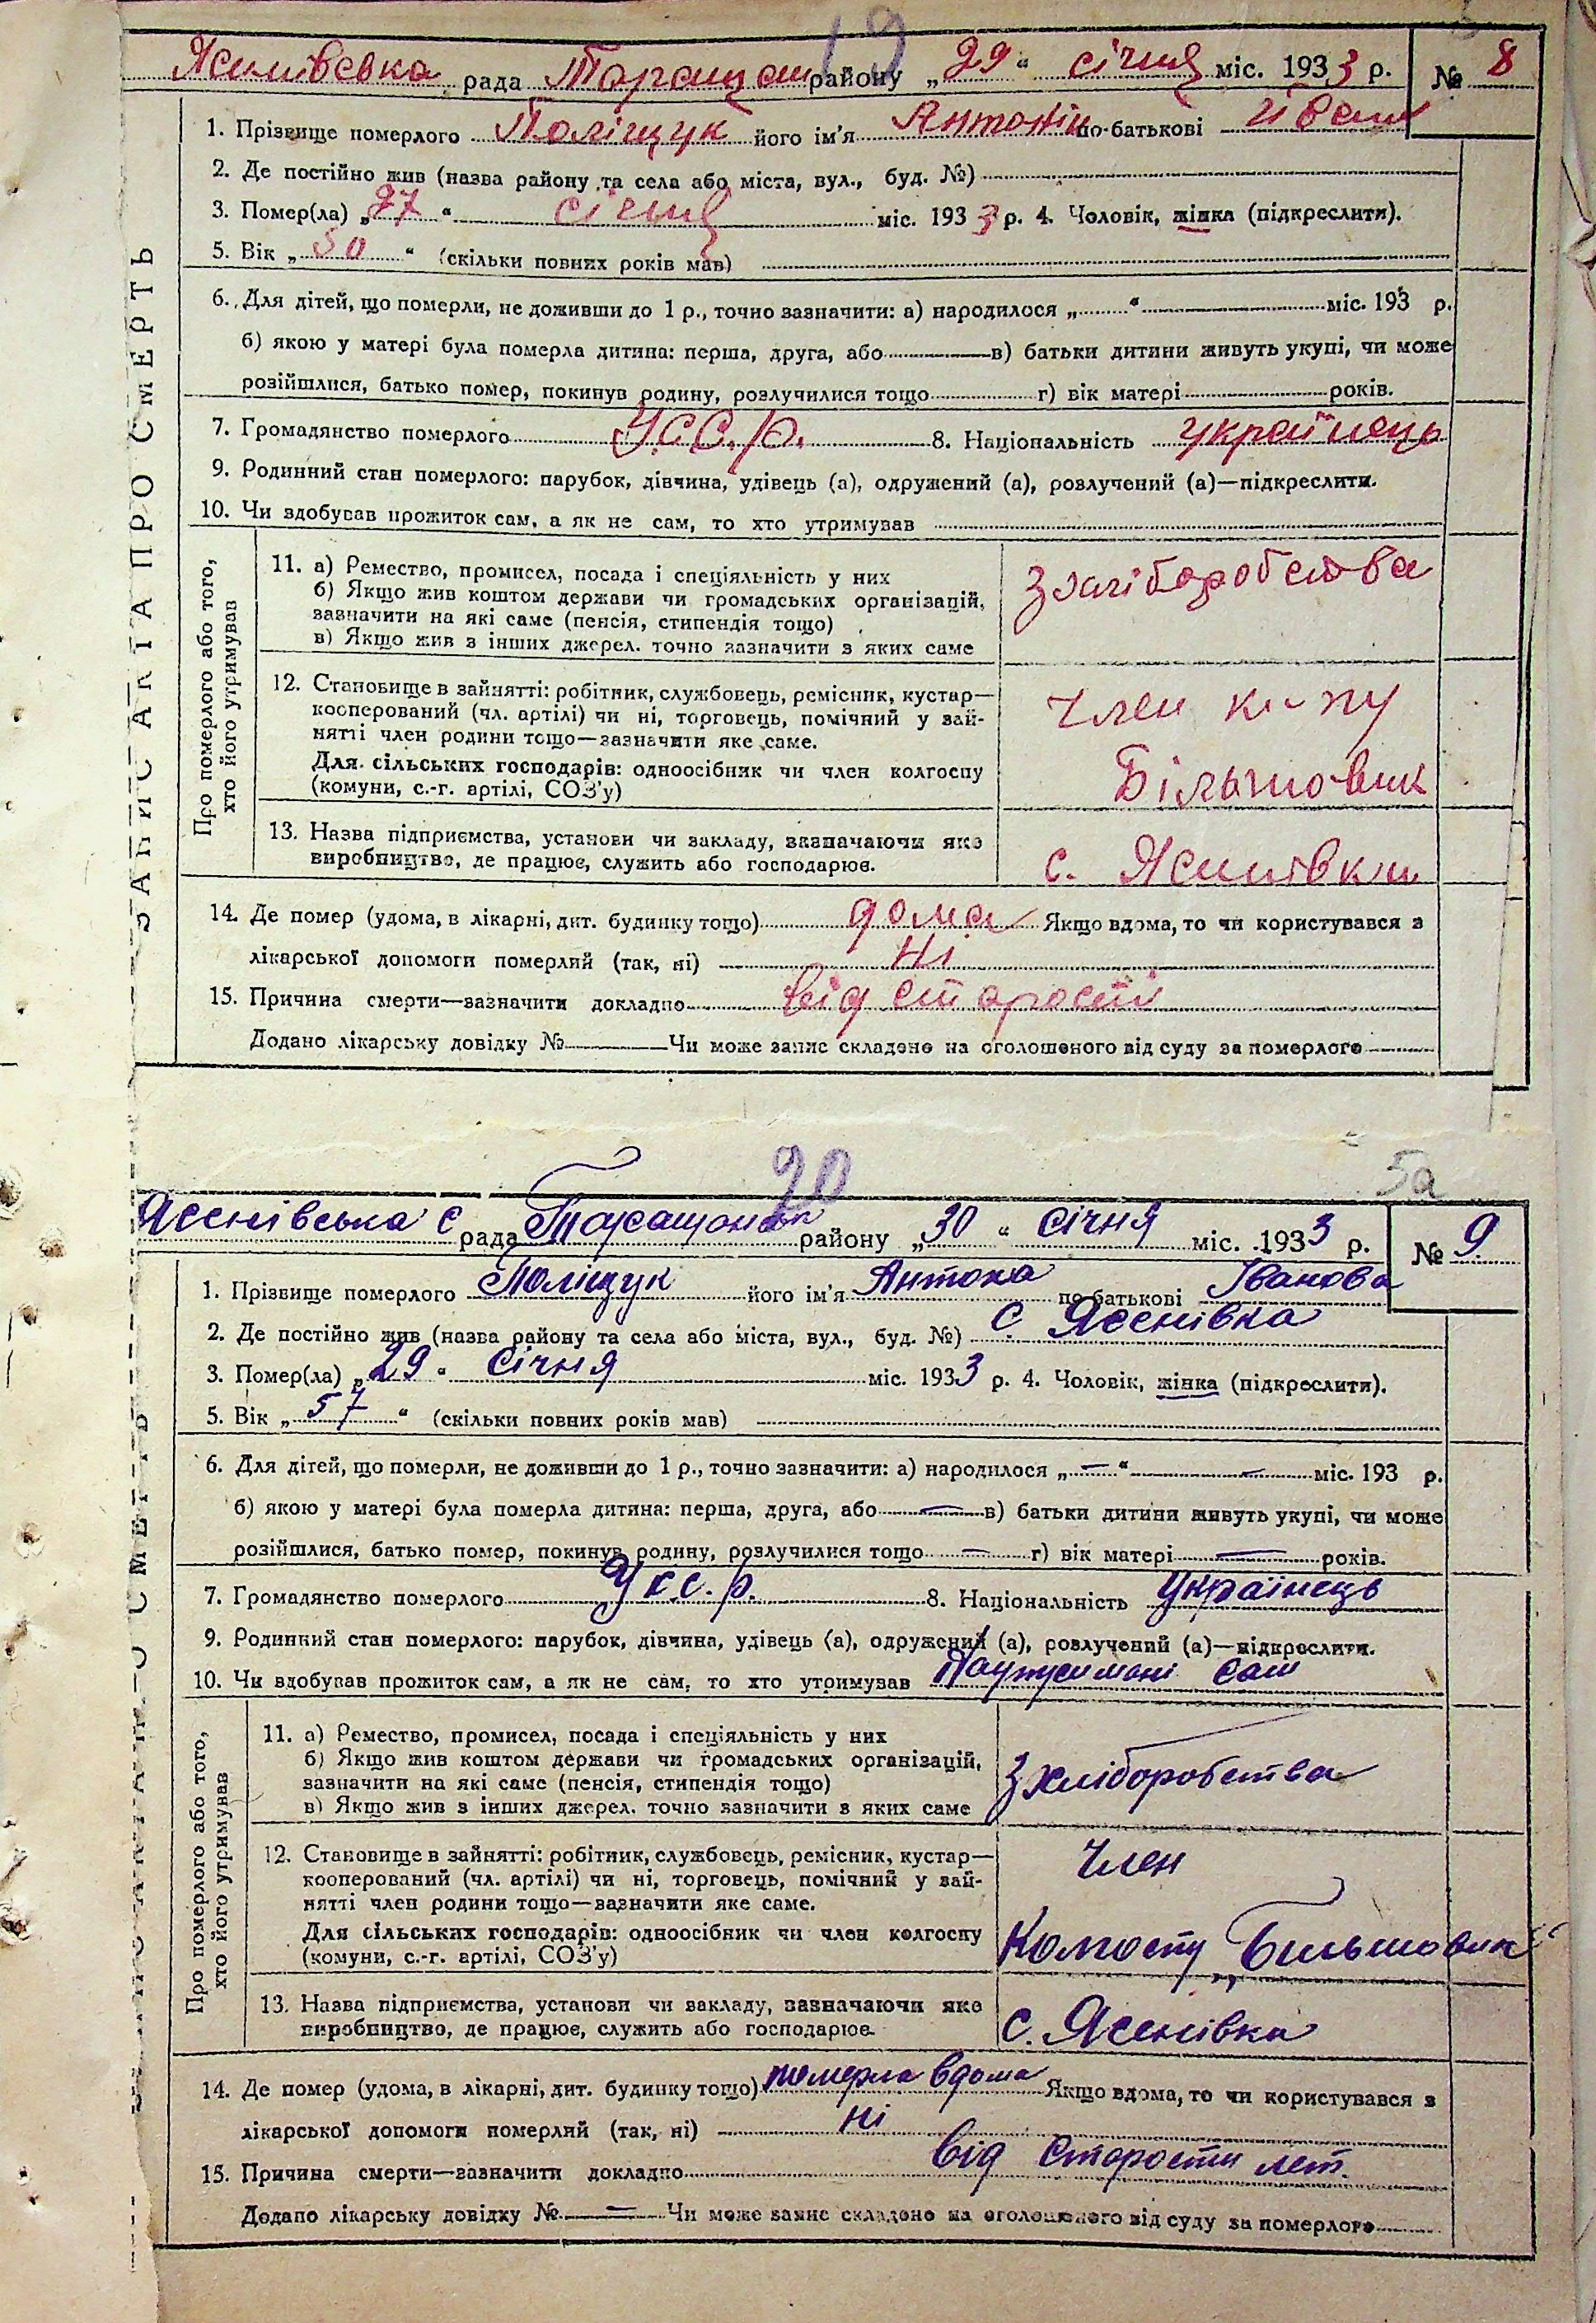 19
Ясинівська рада Таращан району „29“ січня міс. 1933 р. № 8
1. Прізвище померлого Поліщук його ім'я Антонін по-батькові Иван
2. Де постійно жив (назва району та села або міста, вул., буд. №)
3. Помер(ла) „27“ січня міс. 1933 р. 4. Чоловік, жінка (підкреслити).
5. Вік „50“ (скільки повних років мав)
6. Для дітей, що померли, не доживши до 1 р., точно зазначити: а) народилося „ “ міс. 193 р.
б) якою у матері була померла дитина: перша, друга, або в) батьки дитини живуть укупі, чи може
розійшлися, батько помер, покинув родину, розлучилися тощо г) вік матері років.
7. Громадянство померлого У.С.С.р. 8. Національність українець
9. Родинний стан померлого: парубок, дівчина, удівець (а), одружений (а), розлучений (а)—підкреслити.
10. Чи здобував прожиток сам, а як не сам, то хто утримував
ЗАПИС АКТА ПРО СМЕРТЬ
Про померлого або того,
хто його утримував
11. а) Ремество, промисел, посада і спеціяльність у них
б) Якщо жив коштом держави чи громадських організацій,
зазначити на які саме (пенсія, стипендія тощо)
в) Якщо жив з інших джерел. точно зазначити з яких саме
З хліборобства
12. Становище в зайнятті: робітник, службовець, ремісник, кустар—
кооперований (чл. артілі) чи ні, торговець, помічний у зай-
нятті член родини тощо—зазначити яке саме.
Для сільських господарів: одноосібник чи член колгоспу
(комуни, с.-г. артілі, СОЗ'у)
Член
Більшовик
13. Назва підприємства, установи чи закладу, зазначаючи яке
виробництво, де працює, служить або господарює.
с. Ясинівки
14. Де помер (удома, в лікарні, дит. будинку тощо) дома Якщо вдома, то чи користувався з
лікарської допомоги померлий (так, ні) Ні
15. Причина смерти—зазначити докладно від старості
Додано лікарську довідку № Чи може запис складено на оголошеного від суду за померлого
20
5а
Ясенівська с рада Таращанськ району „30“ січня міс. 1933 р. № 9
1. Прізвище померлого Поліщук його ім'я Антона по-батькові Іванова
2. Де постійно жив (назва району та села або міста, вул., буд. №) С Ясенівка
3. Помер(ла) „29“ Січня міс. 1933 р. 4. Чоловік, жінка (підкреслити).
5. Вік „57“ (скільки повних років мав)
6. Для дітей, що померли, не доживши до 1 р., точно зазначити: а) народилося „—“ — міс. 193 р.
б) якою у матері була померла дитина: перша, друга, або — в) батьки дитини живуть укупі, чи може
розійшлися, батько помер, покинув родину, розлучилися тощо — г) вік матері — років.
7. Громадянство померлого У.с.с.р. 8. Національність Українець
9. Родинний стан померлого: парубок, дівчина, удівець (а), одружений (а), розлучений (а)—підкреслити.
10. Чи здобував прожиток сам, а як не сам, то хто утримував сам
ЗАПИС АКТА ПРО СМЕРТЬ
Про померлого або того,
хто його утримував
11. а) Ремество, промисел, посада і спеціяльність у них
б) Якщо жив коштом держави чи громадських організацій,
зазначити на які саме (пенсія, стипендія тощо)
в) Якщо жив з інших джерел. точно зазначити з яких саме
З хліборобства
12. Становище в зайнятті: робітник, службовець, ремісник, кустар—
кооперований (чл. артілі) чи ні, торговець, помічний у зай-
нятті член родини тощо—зазначити яке саме.
Для сільських господарів: одноосібник чи член колгоспу
(комуни, с.-г. артілі, СОЗ'у)
Член
Колгоспу „Більшовик“
13. Назва підприємства, установи чи закладу, зазначаючи яке
виробництво, де працює, служить або господарює.
с. Ясенівка
14. Де помер (удома, в лікарні, дит. будинку тощо) померла вдома Якщо вдома, то чи користувався з
лікарської допомоги померлий (так, ні) ні
15. Причина смерти—зазначити докладно від Старости лет.
Додано лікарську довідку № — Чи може запис складено на оголошеного від суду за померлого